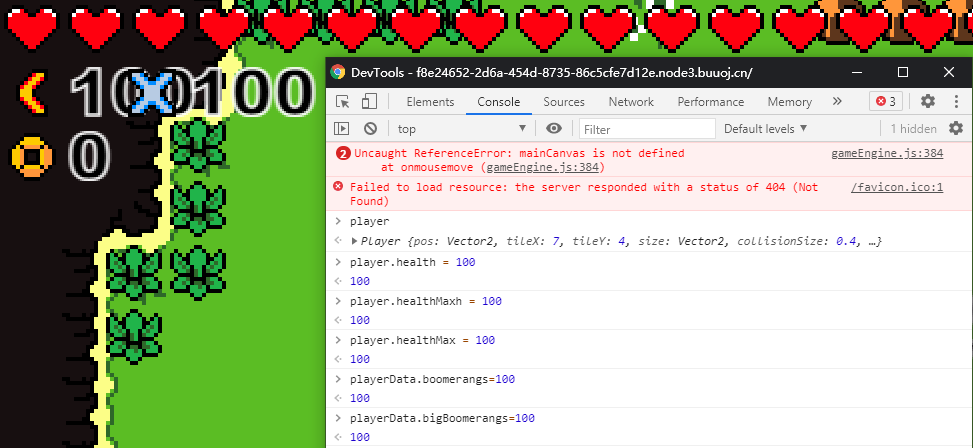 100100
0
DevTools - f8e24652-2d6a-454d-8735-86c5cfe7d12e.node3.buuoj.cn/
Elements Console Sources Network Performance Memory » 3
top Filter Default levels 1 hidden
2 Uncaught ReferenceError: mainCanvas is not defined gameEngine.js:384
at onmousemove (gameEngine.js:384)
Failed to load resource: the server responded with a status of 404 (Not /favicon.ico:1
Found)
> player
Player {pos: Vector2, tileX: 7, tileY: 4, size: Vector2, collisionSize: 0.4, …}
> player.health = 100
100
> player.healthMaxh = 100
100
> player.healthMax = 100
100
> playerData.boomerangs=100
100
> playerData.bigBoomerangs=100
100